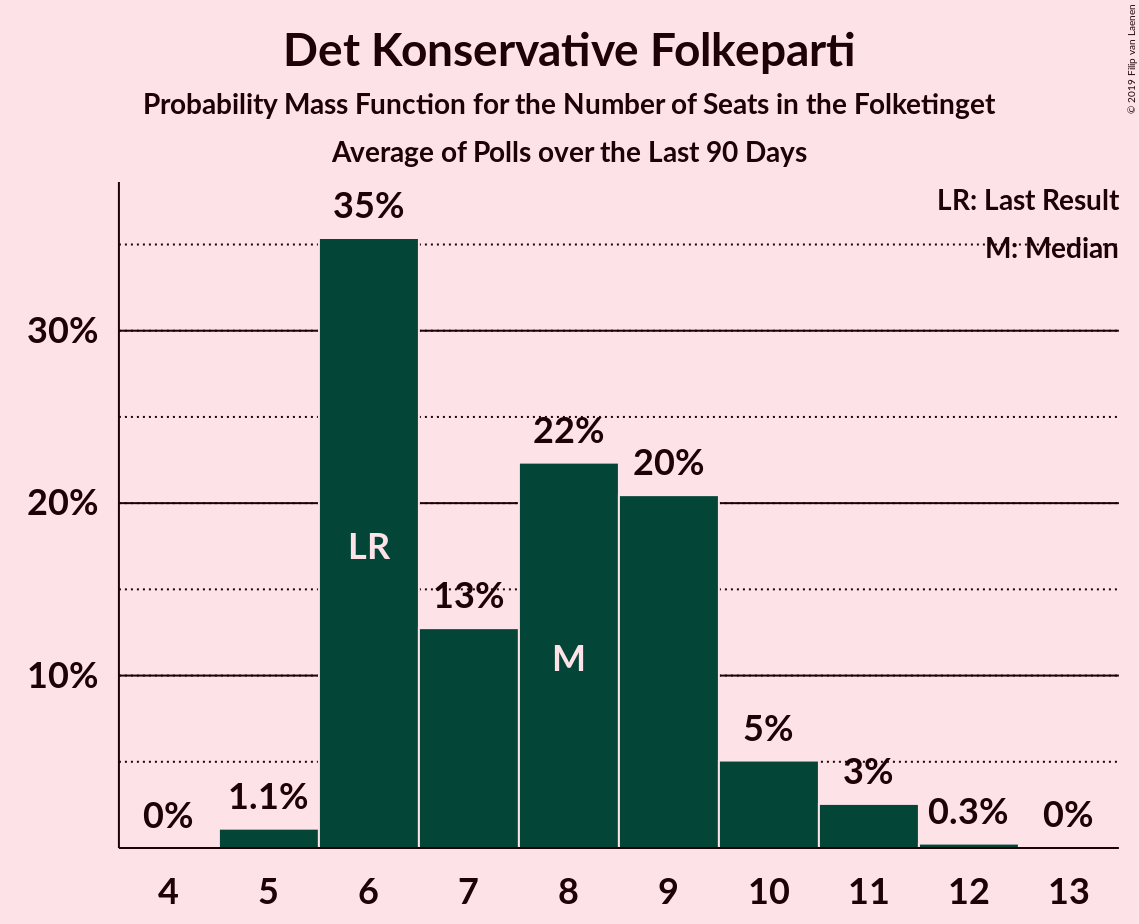 Det Konservative Folkeparti
Probability Mass Function for the Number of Seats in the Folketinget
Average of Polls over the Last 90 Days
© 2019 Filip van Laenen
LR: Last Result
M: Median
35%
30%
22%
20%
20%
LR
13%
M
10%
5%
3%
1.1%
0%
0.3%
0%
4 5 6 7 8 9 10 11 12 13